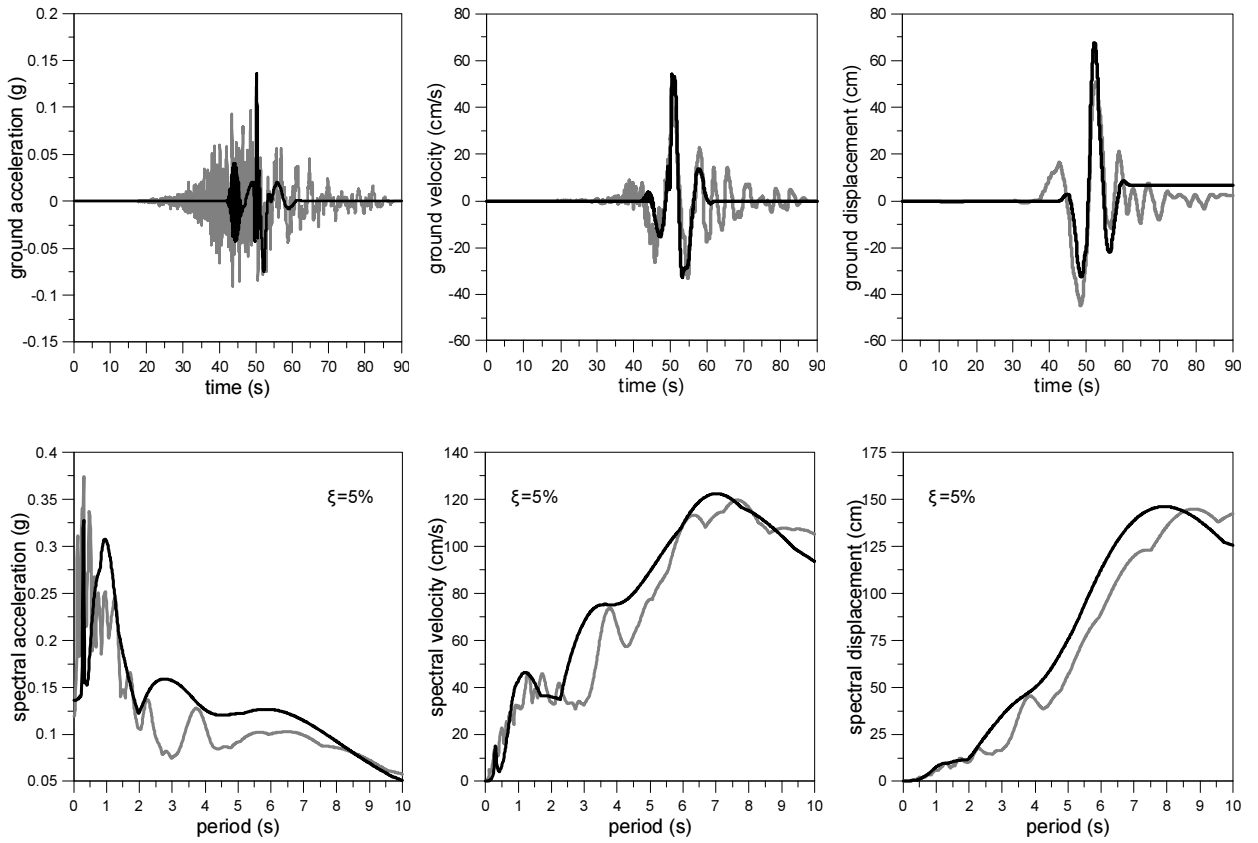 0.2
0.15
0.1
0.05
0
-0.05
-0.1
-0.15
ground acceleration (g)
0 10 20 30 40 50 60 70 80 90
time (s)
80
60
40
20
0
-20
-40
-60
ground velocity (cm/s)
0 10 20 30 40 50 60 70 80 90
time (s)
80
60
40
20
0
-20
-40
-60
ground displacement (cm)
0 10 20 30 40 50 60 70 80 90
time (s)
0.4
0.35
0.3
0.25
0.2
0.15
0.1
0.05
spectral acceleration (g)
ξ=5%
0 1 2 3 4 5 6 7 8 9 10
period (s)
140
120
100
80
60
40
20
0
spectral velocity (cm/s)
ξ=5%
0 1 2 3 4 5 6 7 8 9 10
period (s)
175
150
125
100
75
50
25
0
spectral displacement (cm)
ξ=5%
0 1 2 3 4 5 6 7 8 9 10
period (s)